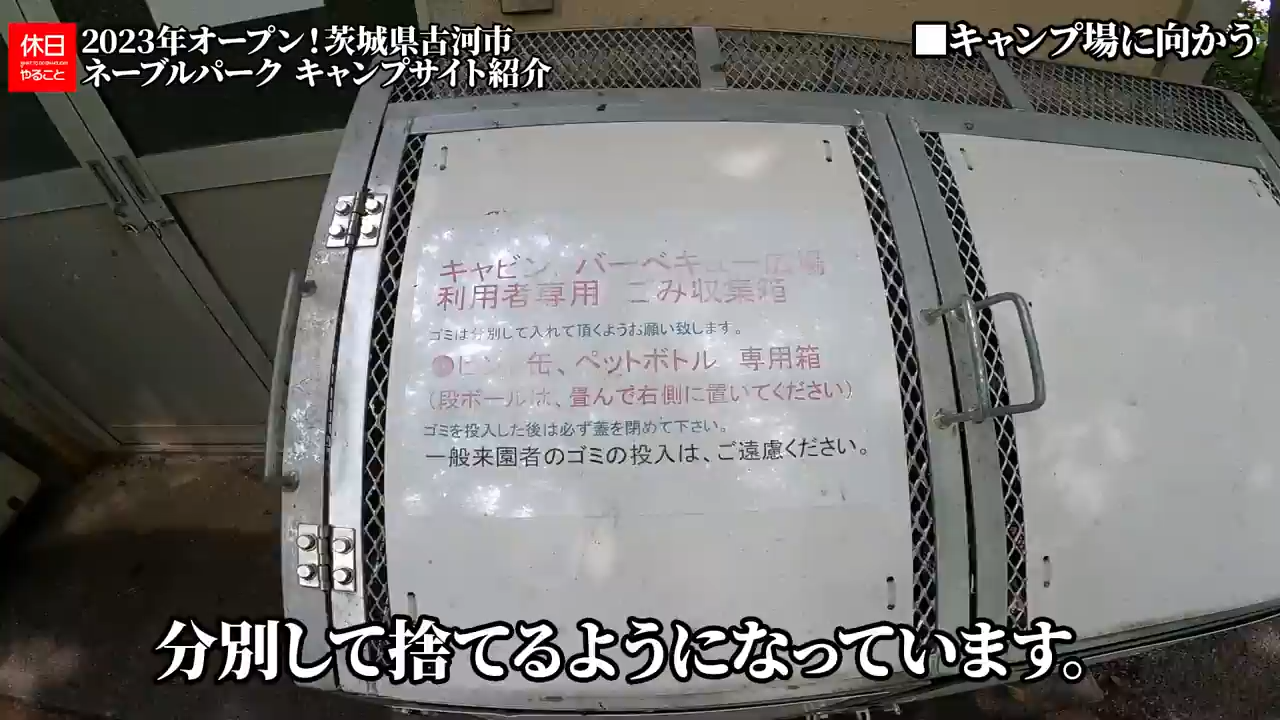 休日
やること
2023年オープン!茨城県古河市
ネーブルパーク キャンプサイト紹介
■キャンプ場に向かう
キャビン、バーベキュー広場
利用者専用 ごみ収集箱
ゴミは分別して入れて頂くようお願い致します。
●ビン、缶、ペットボトル 専用箱
(段ボールは、畳んで右側に置いてください)
ゴミを投入した後は必ず蓋を閉めて下さい。
一般来園者のゴミの投入は、ご遠慮ください。
分別して捨てるようになっています。